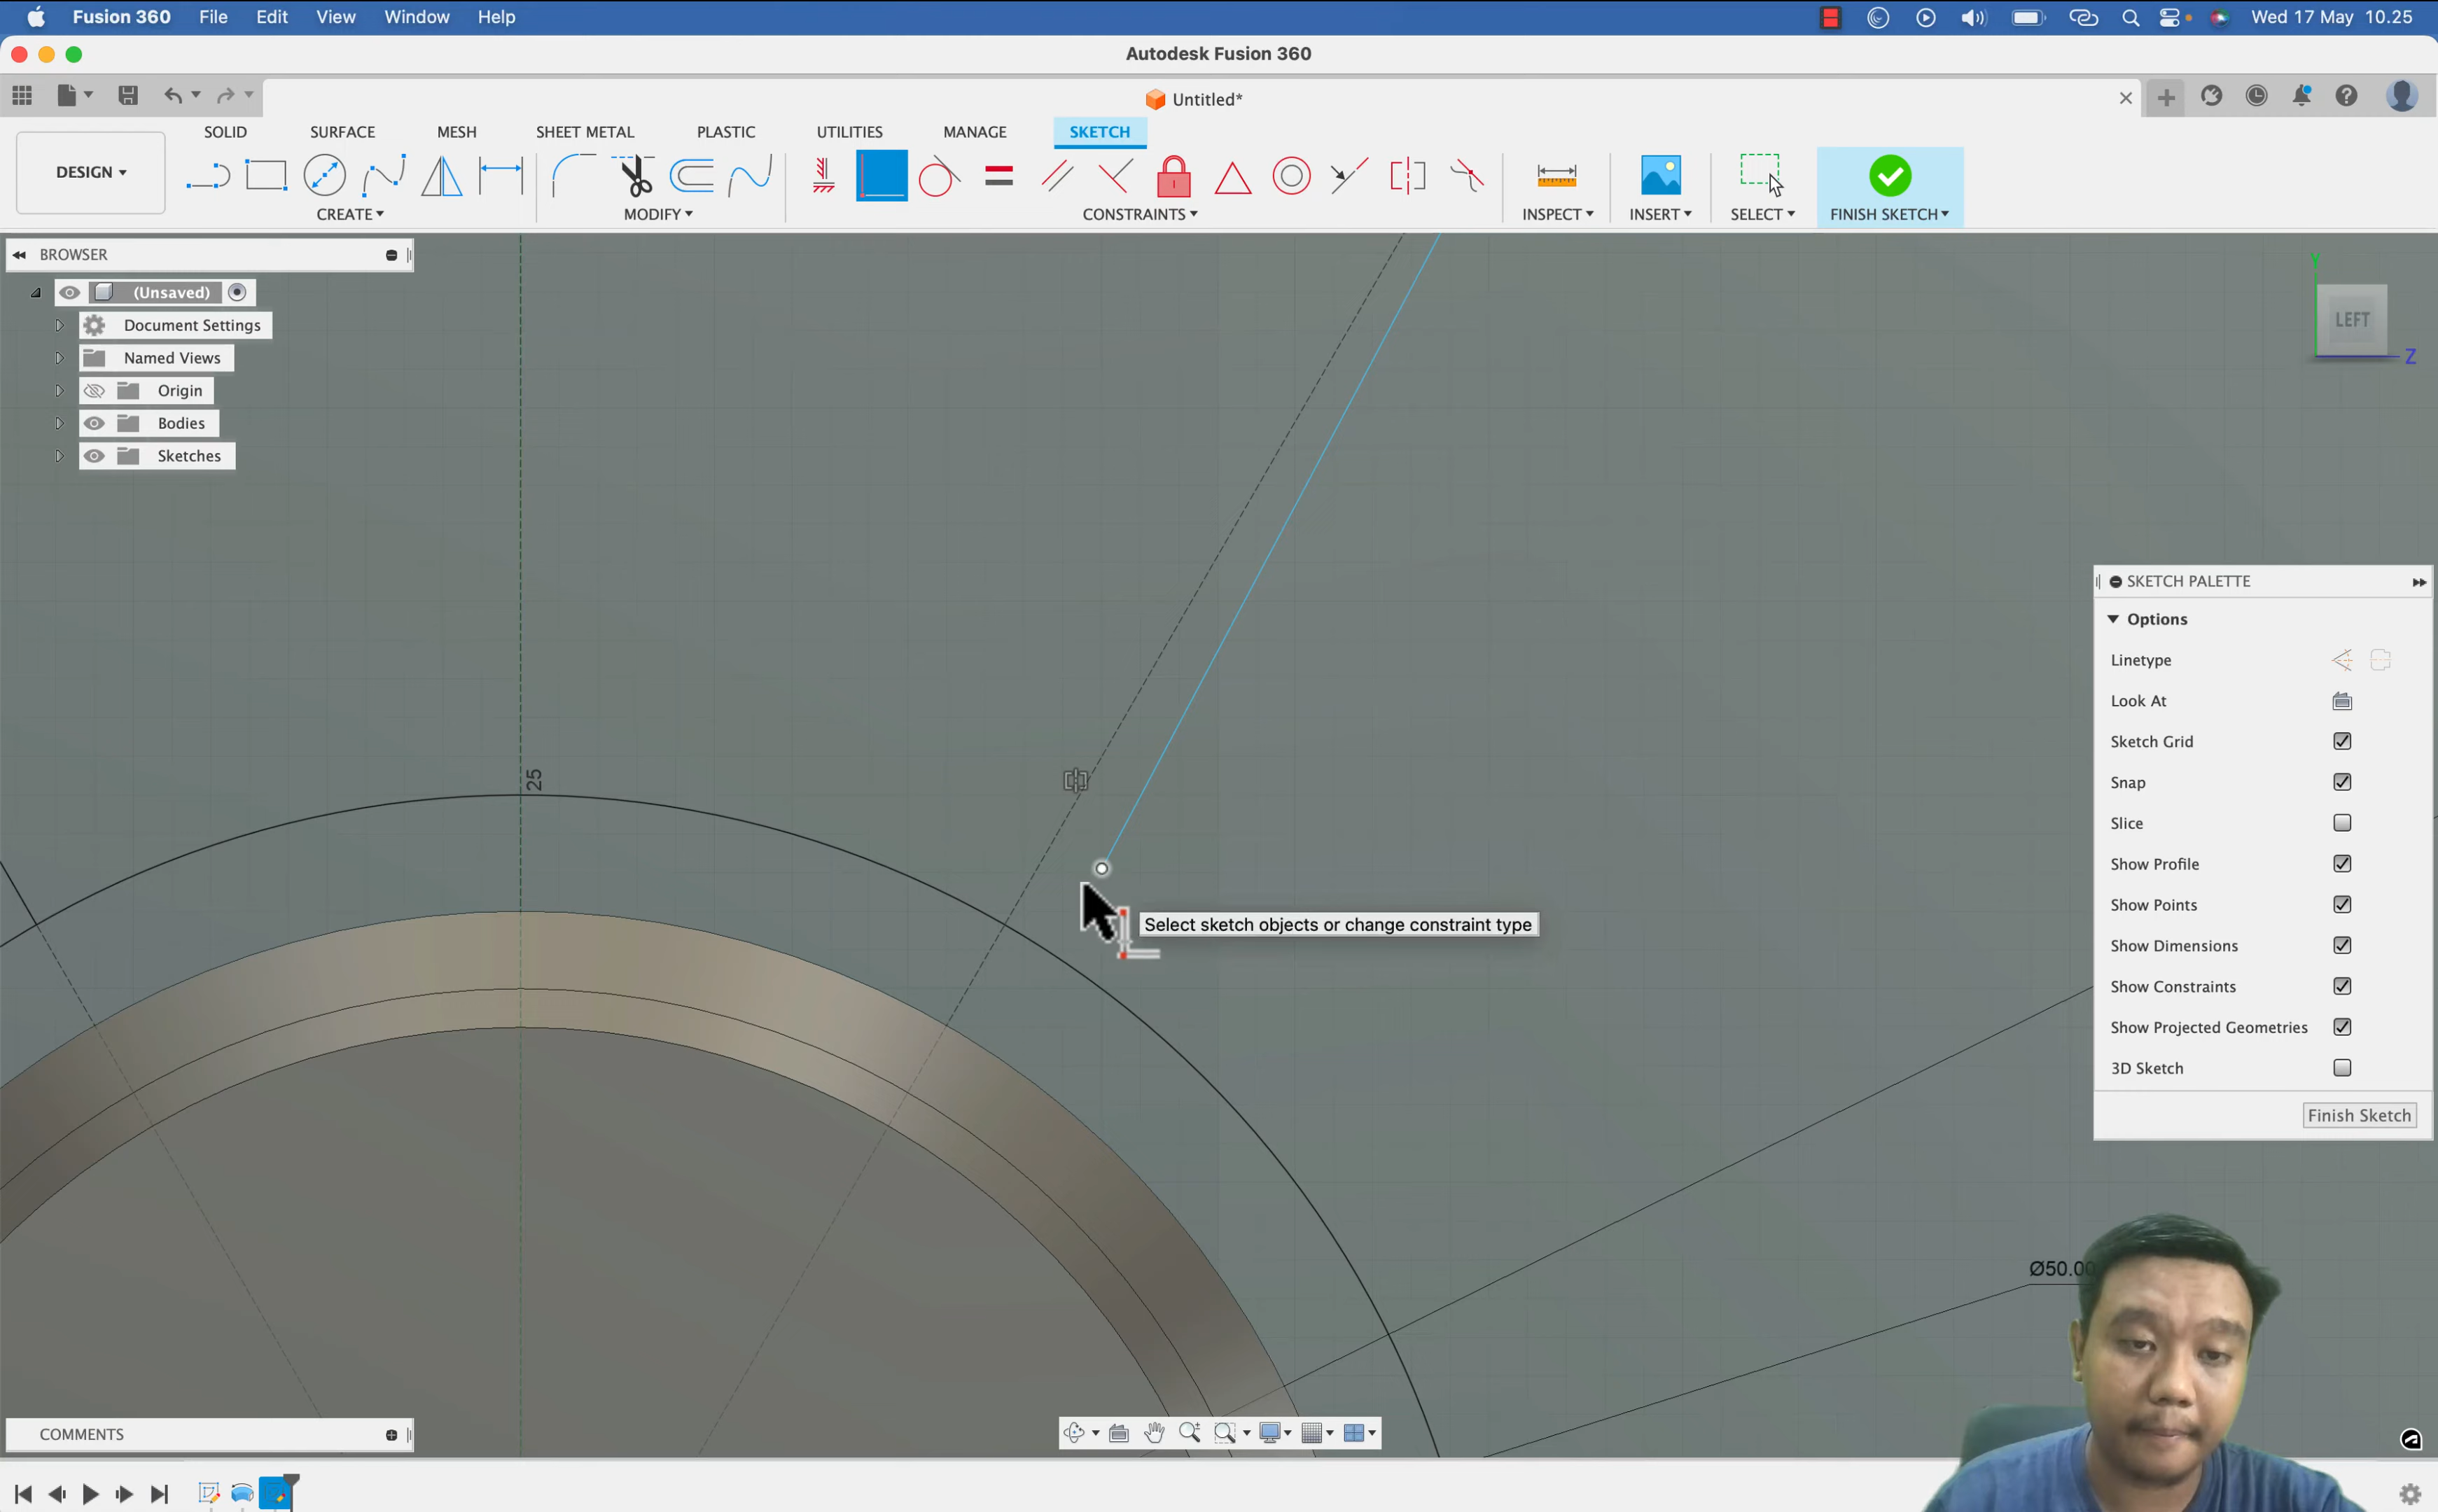 Fusion 360 File Edit View Window Help Wed 17 May 10.25
Autodesk Fusion 360
Untitled*
SOLID SURFACE MESH SHEET METAL PLASTIC UTILITIES MANAGE SKETCH
DESIGN
CREATE MODIFY CONSTRAINTS INSPECT INSERT SELECT FINISH SKETCH
BROWSER
(Unsaved)
Document Settings
Named Views
Origin
Bodies
Sketches
Y
LEFT
Z
SKETCH PALETTE
Options
Linetype
Look At
Sketch Grid
Snap
Slice
Show Profile
Show Points
Show Dimensions
Show Constraints
Show Projected Geometries
3D Sketch
Finish Sketch
25
Select sketch objects or change constraint type
Ø50.00
COMMENTS